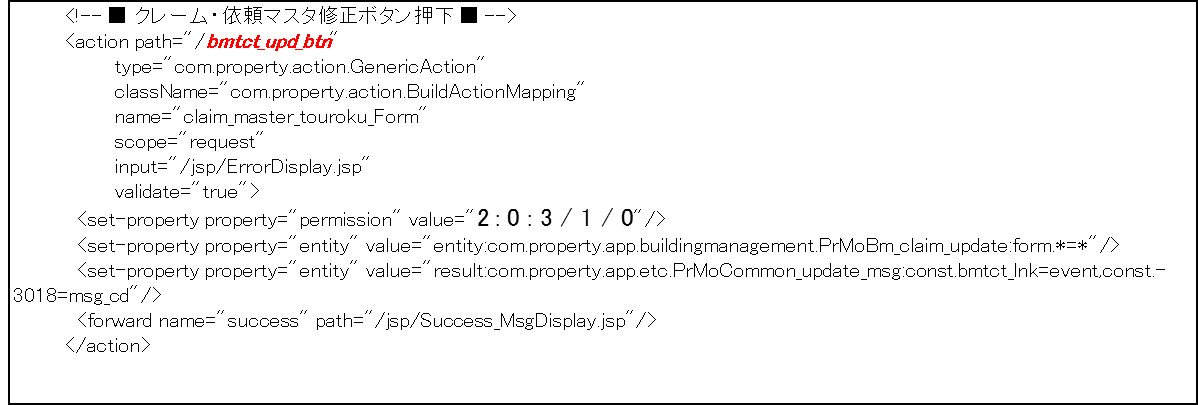 <!-- ■ クレーム・依頼マスタ修正ボタン押下 ■ -->
<action path="/bmtct_upd_btn"
type="com.property.action.GenericAction"
className="com.property.action.BuildActionMapping"
name="claim_master_touroku_Form"
scope="request"
input="/jsp/ErrorDisplay.jsp"
validate="true">
<set-property property="permission" value="2:0:3/1/0"/>
<set-property property="entity" value="entity:com.property.app.buildingmanagement.PrMoBm_claim_update:form.*=*"/>
<set-property property="entity" value="result:com.property.app.etc.PrMoCommon_update_msg:const.bmtct_lnk=event,const.-
3018=msg_cd"/>
<forward name="success" path="/jsp/Success_MsgDisplay.jsp"/>
</action>